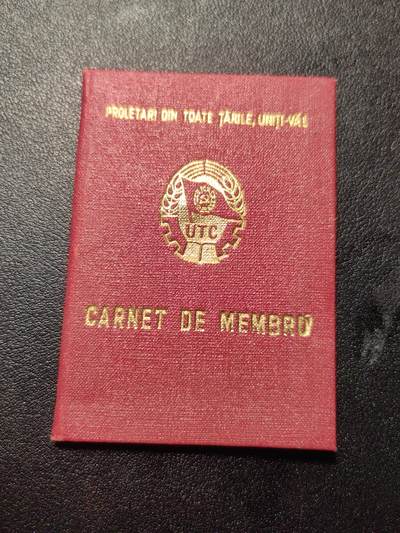 PROLETARI DIN TOATE ȚĂRILE, UNIȚI-VĂ!
UTC
CARNET DE MEMBRU